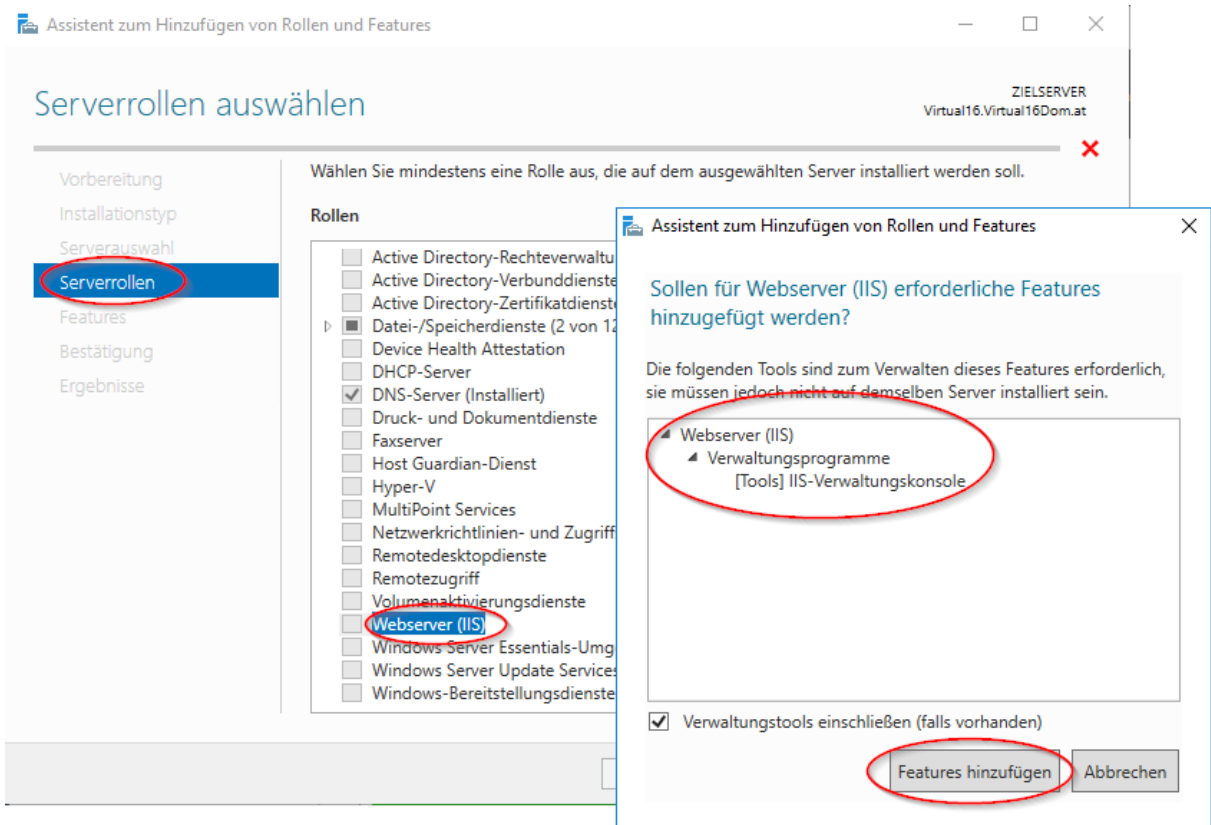 Assistent zum Hinzufügen von Rollen und Features
Serverrollen auswählen
ZIELSERVER
Virtual16.Virtual16Dom.at
Vorbereitung
Installationstyp
Serverauswahl
Serverrollen
Features
Bestätigung
Ergebnisse
Wählen Sie mindestens eine Rolle aus, die auf dem ausgewählten Server installiert werden soll.
Rollen
Active Directory-Rechteverwaltu
Active Directory-Verbunddienste
Active Directory-Zertifikatdienst
Datei-/Speicherdienste (2 von 12
Device Health Attestation
DHCP-Server
DNS-Server (Installiert)
Druck- und Dokumentdienste
Faxserver
Host Guardian-Dienst
Hyper-V
MultiPoint Services
Netzwerkrichtlinien- und Zugriff
Remotedesktopdienste
Remotezugriff
Volumenaktivierungsdienste
Webserver (IIS)
Windows Server Essentials-Umg
Windows Server Update Services
Windows-Bereitstellungsdienste
Assistent zum Hinzufügen von Rollen und Features
Sollen für Webserver (IIS) erforderliche Features
hinzugefügt werden?
Die folgenden Tools sind zum Verwalten dieses Features erforderlich,
sie müssen jedoch nicht auf demselben Server installiert sein.
Webserver (IIS)
Verwaltungsprogramme
[Tools] IIS-Verwaltungskonsole
Verwaltungstools einschließen (falls vorhanden)
Features hinzufügen
Abbrechen